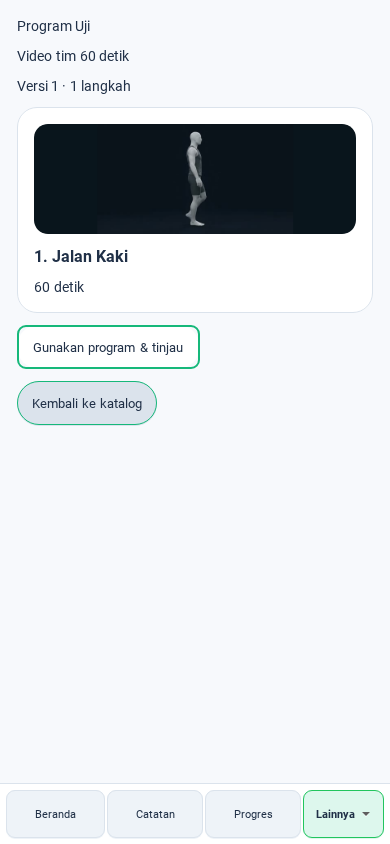 Program Uji
Video tim 60 detik
Versi 1 · 1 langkah
1. Jalan Kaki
60 detik
Gunakan program & tinjau
Kembali ke katalog
Beranda
Catatan
Progres
Lainnya